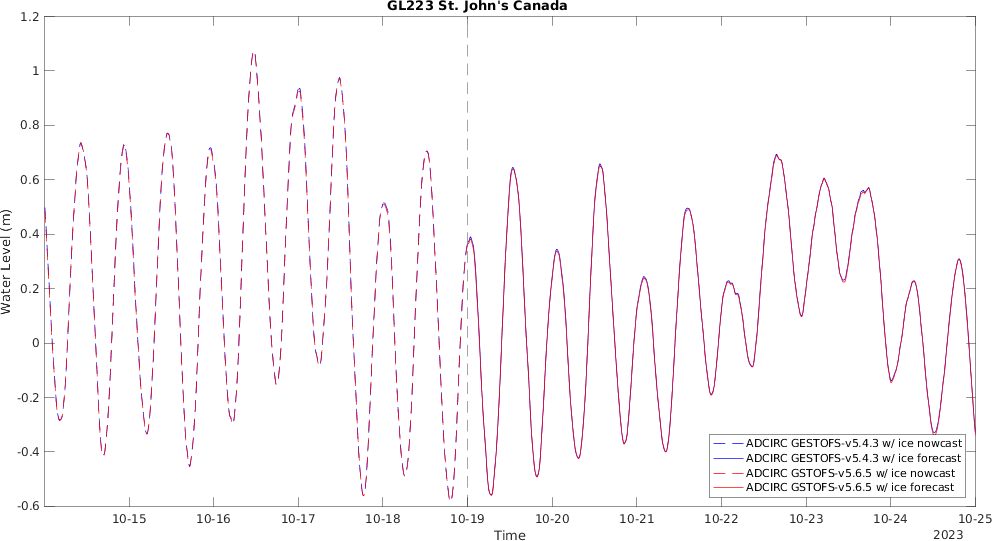 GL223 St. John's Canada
1.2
1
0.8
0.6
0.4
0.2
0
-0.2
-0.4
-0.6
Water Level (m)
ADCIRC GESTOFS-v5.4.3 w/ ice nowcast
ADCIRC GESTOFS-v5.4.3 w/ ice forecast
ADCIRC GSTOFS-v5.6.5 w/ ice nowcast
ADCIRC GSTOFS-v5.6.5 w/ ice forecast
10-15 10-16 10-17 10-18 10-19 10-20 10-21 10-22 10-23 10-24 10-25
Time
2023